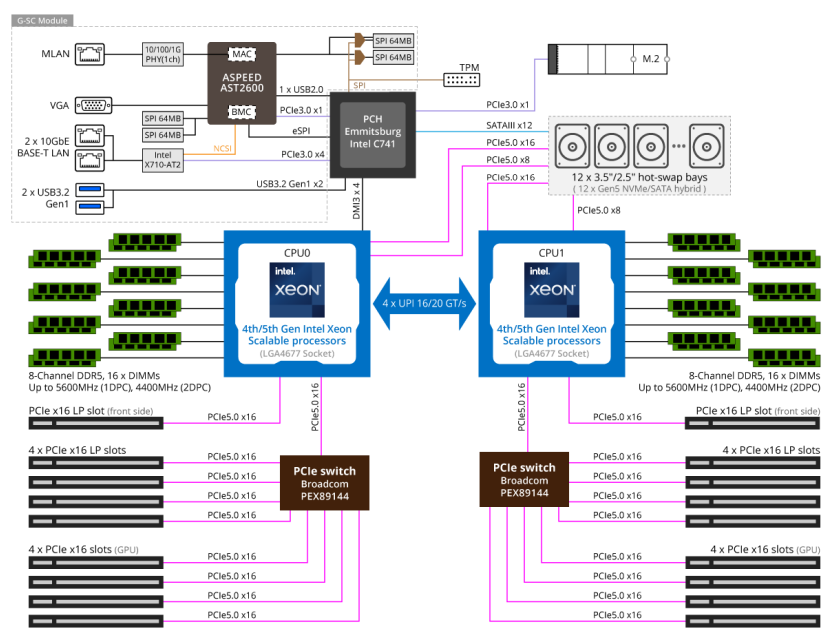 G-SC Module
MLAN
10/100/1G
PHY(1ch)
MAC
ASPEED
AST2600
BMC
SPI 64MB
SPI 64MB
SPI
TPM
M.2
VGA
SPI 64MB
SPI 64MB
1 x USB2.0
PCIe3.0 x1
eSPI
PCH
Emmitsburg
Intel C741
PCIe3.0 x1
SATAIII x12
PCIe5.0 x16
PCIe5.0 x8
PCIe5.0 x16
2 x 10GbE
BASE-T LAN
Intel
X710-AT2
NCSI
PCIe3.0 x4
2 x USB3.2
Gen1
USB3.2 Gen1 x2
DMI3 x 4
12 x 3.5"/2.5" hot-swap bays
( 12 x Gen5 NVMe/SATA hybrid )
PCIe5.0 x8
CPU0
intel.
xeon
4th/5th Gen Intel Xeon
Scalable processors
(LGA4677 Socket)
4 x UPI 16/20 GT/s
CPU1
intel.
xeon
4th/5th Gen Intel Xeon
Scalable processors
(LGA4677 Socket)
8-Channel DDR5, 16 x DIMMs
Up to 5600MHz (1DPC), 4400MHz (2DPC)
8-Channel DDR5, 16 x DIMMs
Up to 5600MHz (1DPC), 4400MHz (2DPC)
PCIe x16 LP slot (front side)
PCIe5.0 x16
PCIe5.0 x16
PCIe5.0 x16
PCIe5.0 x16
PCIe x16 LP slot (front side)
4 x PCIe x16 LP slots
PCIe5.0 x16
PCIe5.0 x16
PCIe5.0 x16
PCIe5.0 x16
PCIe switch
Broadcom
PEX89144
PCIe switch
Broadcom
PEX89144
4 x PCIe x16 LP slots
PCIe5.0 x16
PCIe5.0 x16
PCIe5.0 x16
PCIe5.0 x16
4 x PCIe x16 slots (GPU)
PCIe5.0 x16
PCIe5.0 x16
PCIe5.0 x16
PCIe5.0 x16
4 x PCIe x16 slots (GPU)
PCIe5.0 x16
PCIe5.0 x16
PCIe5.0 x16
PCIe5.0 x16